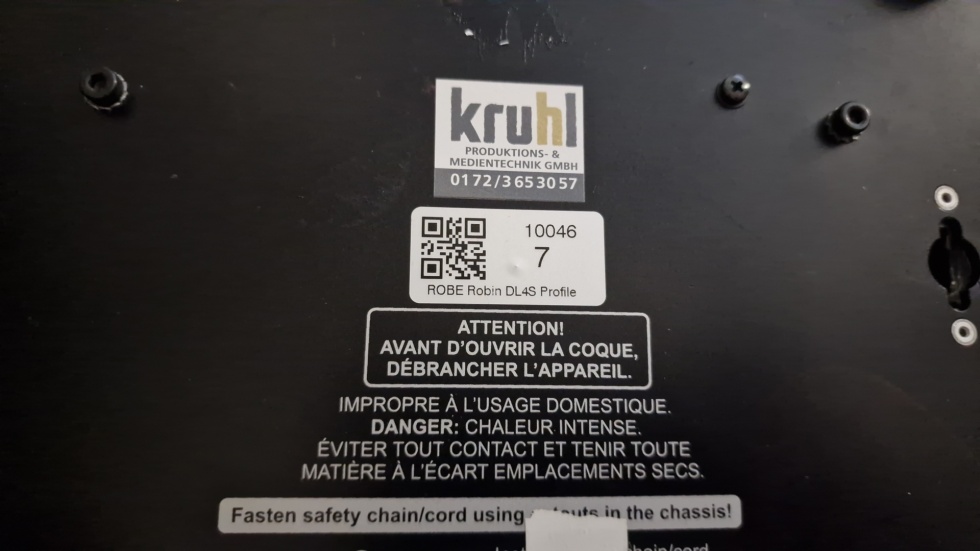 kruhl
PRODUKTIONS- &
MEDIENTECHNIK GMBH
0172/3653057
10046
7
ROBE Robin DL4S Profile
ATTENTION!
AVANT D'OUVRIR LA COQUE,
DÉBRANCHER L'APPAREIL.
IMPROPRE À L'USAGE DOMESTIQUE.
DANGER: CHALEUR INTENSE.
ÉVITER TOUT CONTACT ET TENIR TOUTE
MATIÈRE À L'ÉCART EMPLACEMENTS SECS.
Fasten safety chain/cord using in the chassis!